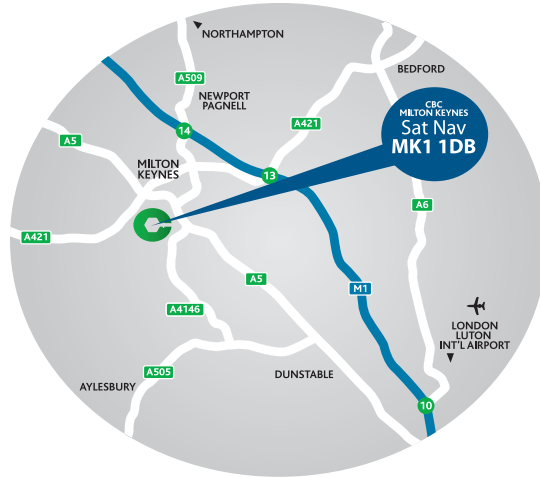 NORTHAMPTON
A509
BEDFORD
NEWPORT
PAGNELL
CBC
MILTON KEYNES
Sat Nav
MK1 1DB
A421
14
A5
MILTON
KEYNES
13
A6
A421
A5
M1
A4146
LONDON
LUTON
INT'L AIRPORT
A505
DUNSTABLE
AYLESBURY
10